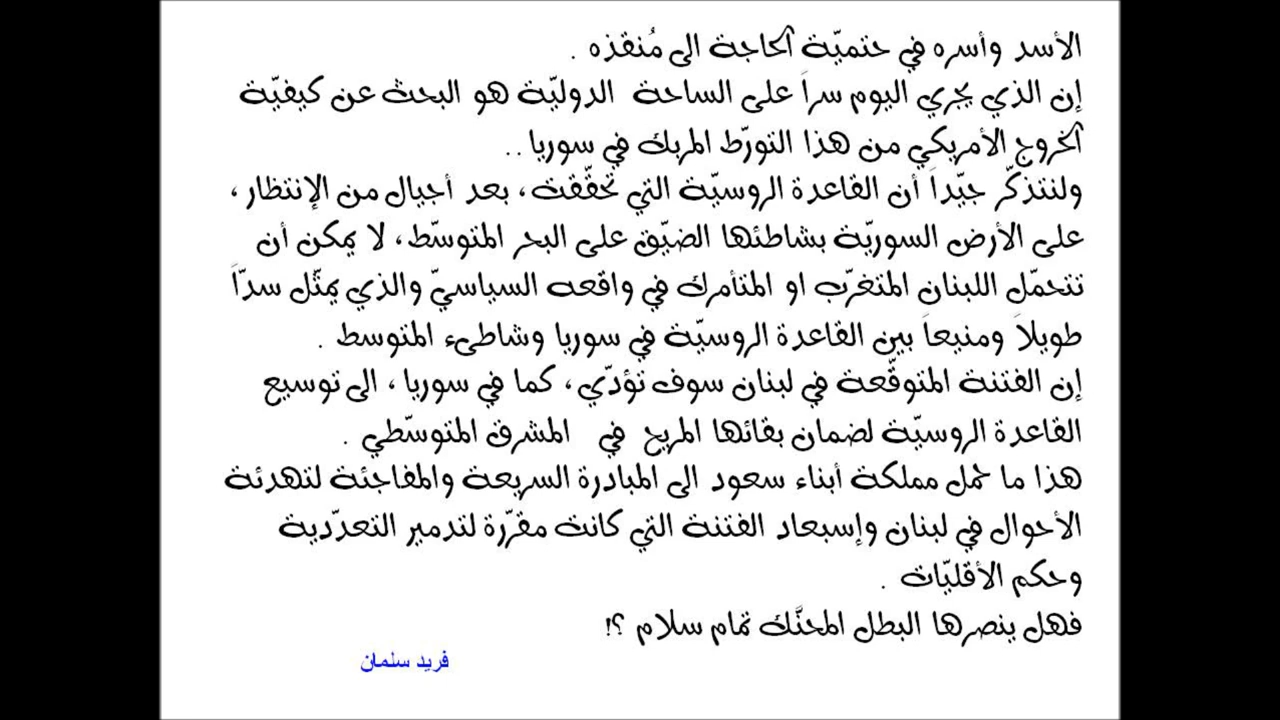 الأسد وأسره في حتميّة الحاجة الى مُنقذه .
إن الذي يجري اليوم سراً على الساحة الدوليّة هو البحث عن كيفيّة
الخروج الأمريكي من هذا التورّط المربك في سوريا ..
ولنتذكّر جيّداً أن القاعدة الروسيّة التي تحقّقت، بعد أجيال من الإنتظار،
على الأرض السوريّة بشاطئها الضيّق على البحر المتوسّط، لا يمكن أن
تتحمّل اللبنان المتغرّب او المتأمرك في واقعه السياسيّ والذي يمثّل سدّاً
طويلاً ومنيعاً بين القاعدة الروسيّة في سوريا وشاطىء المتوسط .
إن الفتنة المتوقّعة في لبنان سوف تؤدّي، كما في سوريا، الى توسيع
القاعدة الروسيّة لضمان بقائها المريح في المشرق المتوسّطي .
هذا ما حمل مملكة أبناء سعود الى المبادرة السريعة والمفاجئة لتهدئة
الأحوال في لبنان وإسبعاد الفتنة التي كانت مقرّرة لتدمير التعدّدية
وحكم الأقليّات .
فهل ينصرها البطل المحنَّك تمام سلام ؟!
فريد سلمان